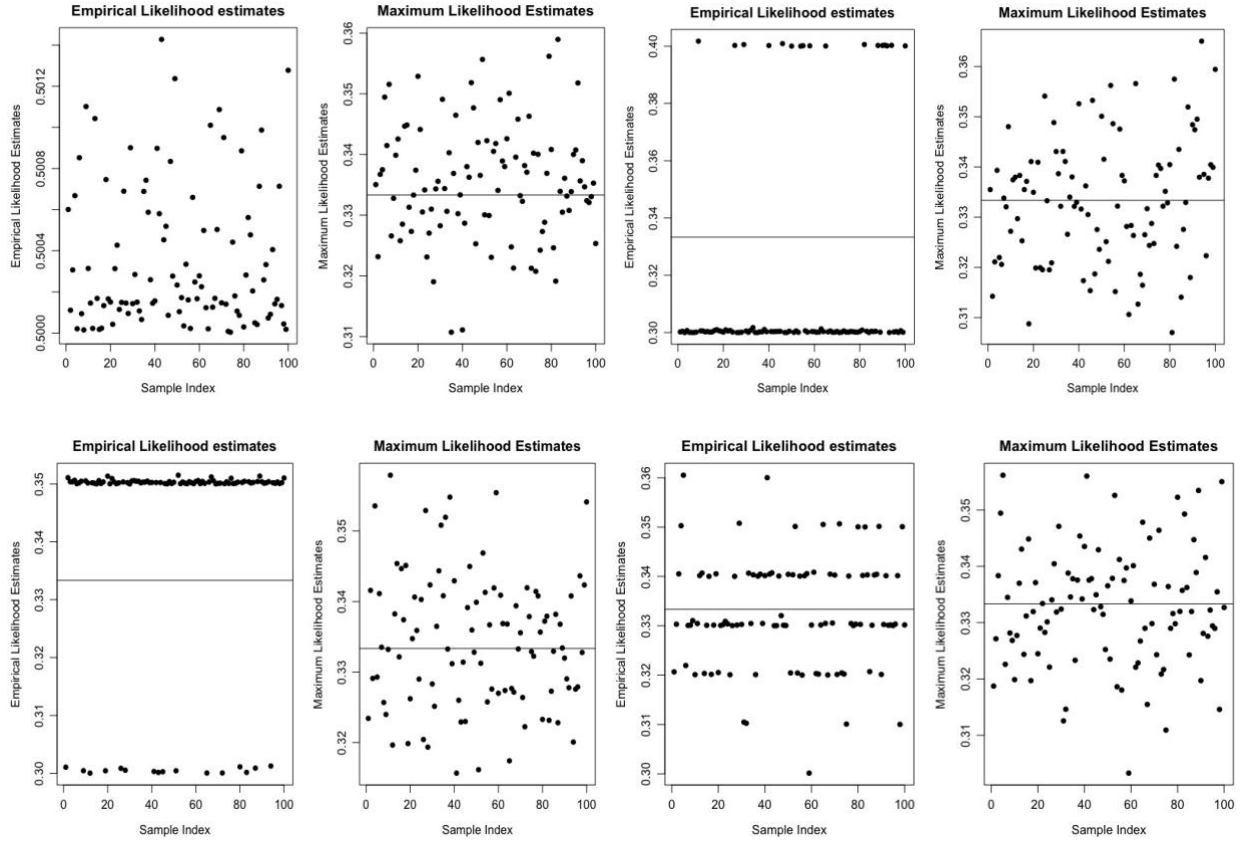 Empirical Likelihood estimates
Empirical Likelihood Estimates
0.5012
0.5008
0.5004
0.5000
0 20 40 60 80 100
Sample Index
Maximum Likelihood Estimates
Maximum Likelihood Estimates
0.36
0.35
0.34
0.33
0.32
0.31
0 20 40 60 80 100
Sample Index
Empirical Likelihood estimates
Empirical Likelihood Estimates
0.40
0.38
0.36
0.34
0.32
0.30
0 20 40 60 80 100
Sample Index
Maximum Likelihood Estimates
Maximum Likelihood Estimates
0.36
0.35
0.34
0.33
0.32
0.31
0 20 40 60 80 100
Sample Index
Empirical Likelihood estimates
Empirical Likelihood Estimates
0.35
0.34
0.33
0.32
0.31
0.30
0 20 40 60 80 100
Sample Index
Maximum Likelihood Estimates
Maximum Likelihood Estimates
0.35
0.34
0.33
0.32
0 20 40 60 80 100
Sample Index
Empirical Likelihood estimates
Empirical Likelihood Estimates
0.36
0.35
0.34
0.33
0.32
0.31
0.30
0 20 40 60 80 100
Sample Index
Maximum Likelihood Estimates
Maximum Likelihood Estimates
0.35
0.34
0.33
0.32
0.31
0 20 40 60 80 100
Sample Index